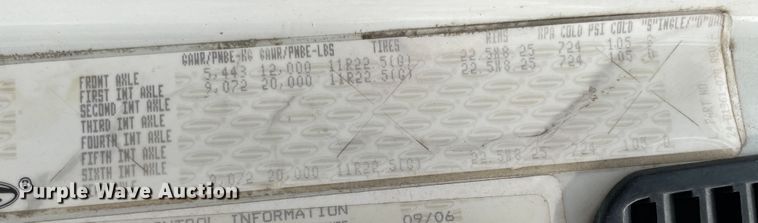 GAWR/PNBE-KG GAWR/PNBE-LBS TIRES RIMS KPA COLD PSI COLD "S"INGLE/"D"UAL
FRONT AXLE 5,443 12,000 11R22.5(G) 22.5X8.25 724 105 S
FIRST INT AXLE 9,072 20,000 11R22.5(G) 22.5X8.25 724 105 D
SECOND INT AXLE
THIRD INT AXLE
FOURTH INT AXLE
FIFTH INT AXLE
SIXTH INT AXLE
9,072 20,000 11R22.5(G) 22.5X8.25 724 105 D
PART NO
©Purple Wave Auction®
CONTROL INFORMATION
09/06